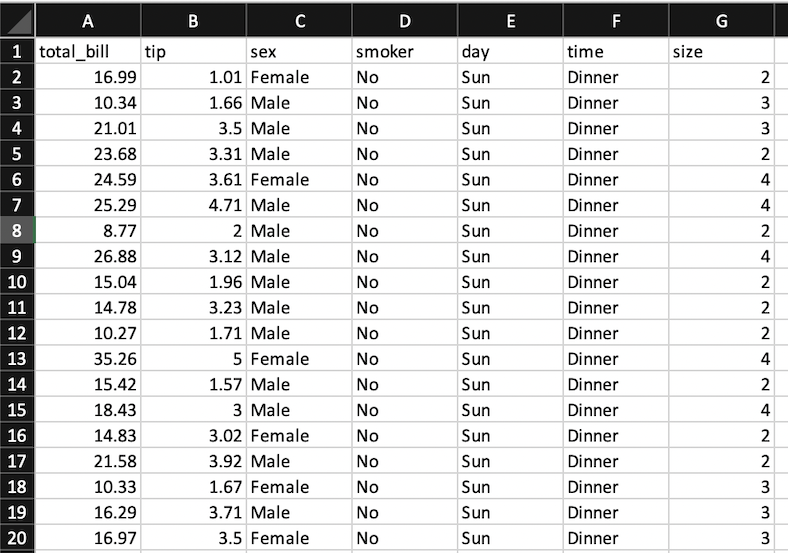 A B C D E F G
1 total_bill tip sex smoker day time size
2 16.99 1.01 Female No Sun Dinner 2
3 10.34 1.66 Male No Sun Dinner 3
4 21.01 3.5 Male No Sun Dinner 3
5 23.68 3.31 Male No Sun Dinner 2
6 24.59 3.61 Female No Sun Dinner 4
7 25.29 4.71 Male No Sun Dinner 4
8 8.77 2 Male No Sun Dinner 2
9 26.88 3.12 Male No Sun Dinner 4
10 15.04 1.96 Male No Sun Dinner 2
11 14.78 3.23 Male No Sun Dinner 2
12 10.27 1.71 Male No Sun Dinner 2
13 35.26 5 Female No Sun Dinner 4
14 15.42 1.57 Male No Sun Dinner 2
15 18.43 3 Male No Sun Dinner 4
16 14.83 3.02 Female No Sun Dinner 2
17 21.58 3.92 Male No Sun Dinner 2
18 10.33 1.67 Female No Sun Dinner 3
19 16.29 3.71 Male No Sun Dinner 3
20 16.97 3.5 Female No Sun Dinner 3